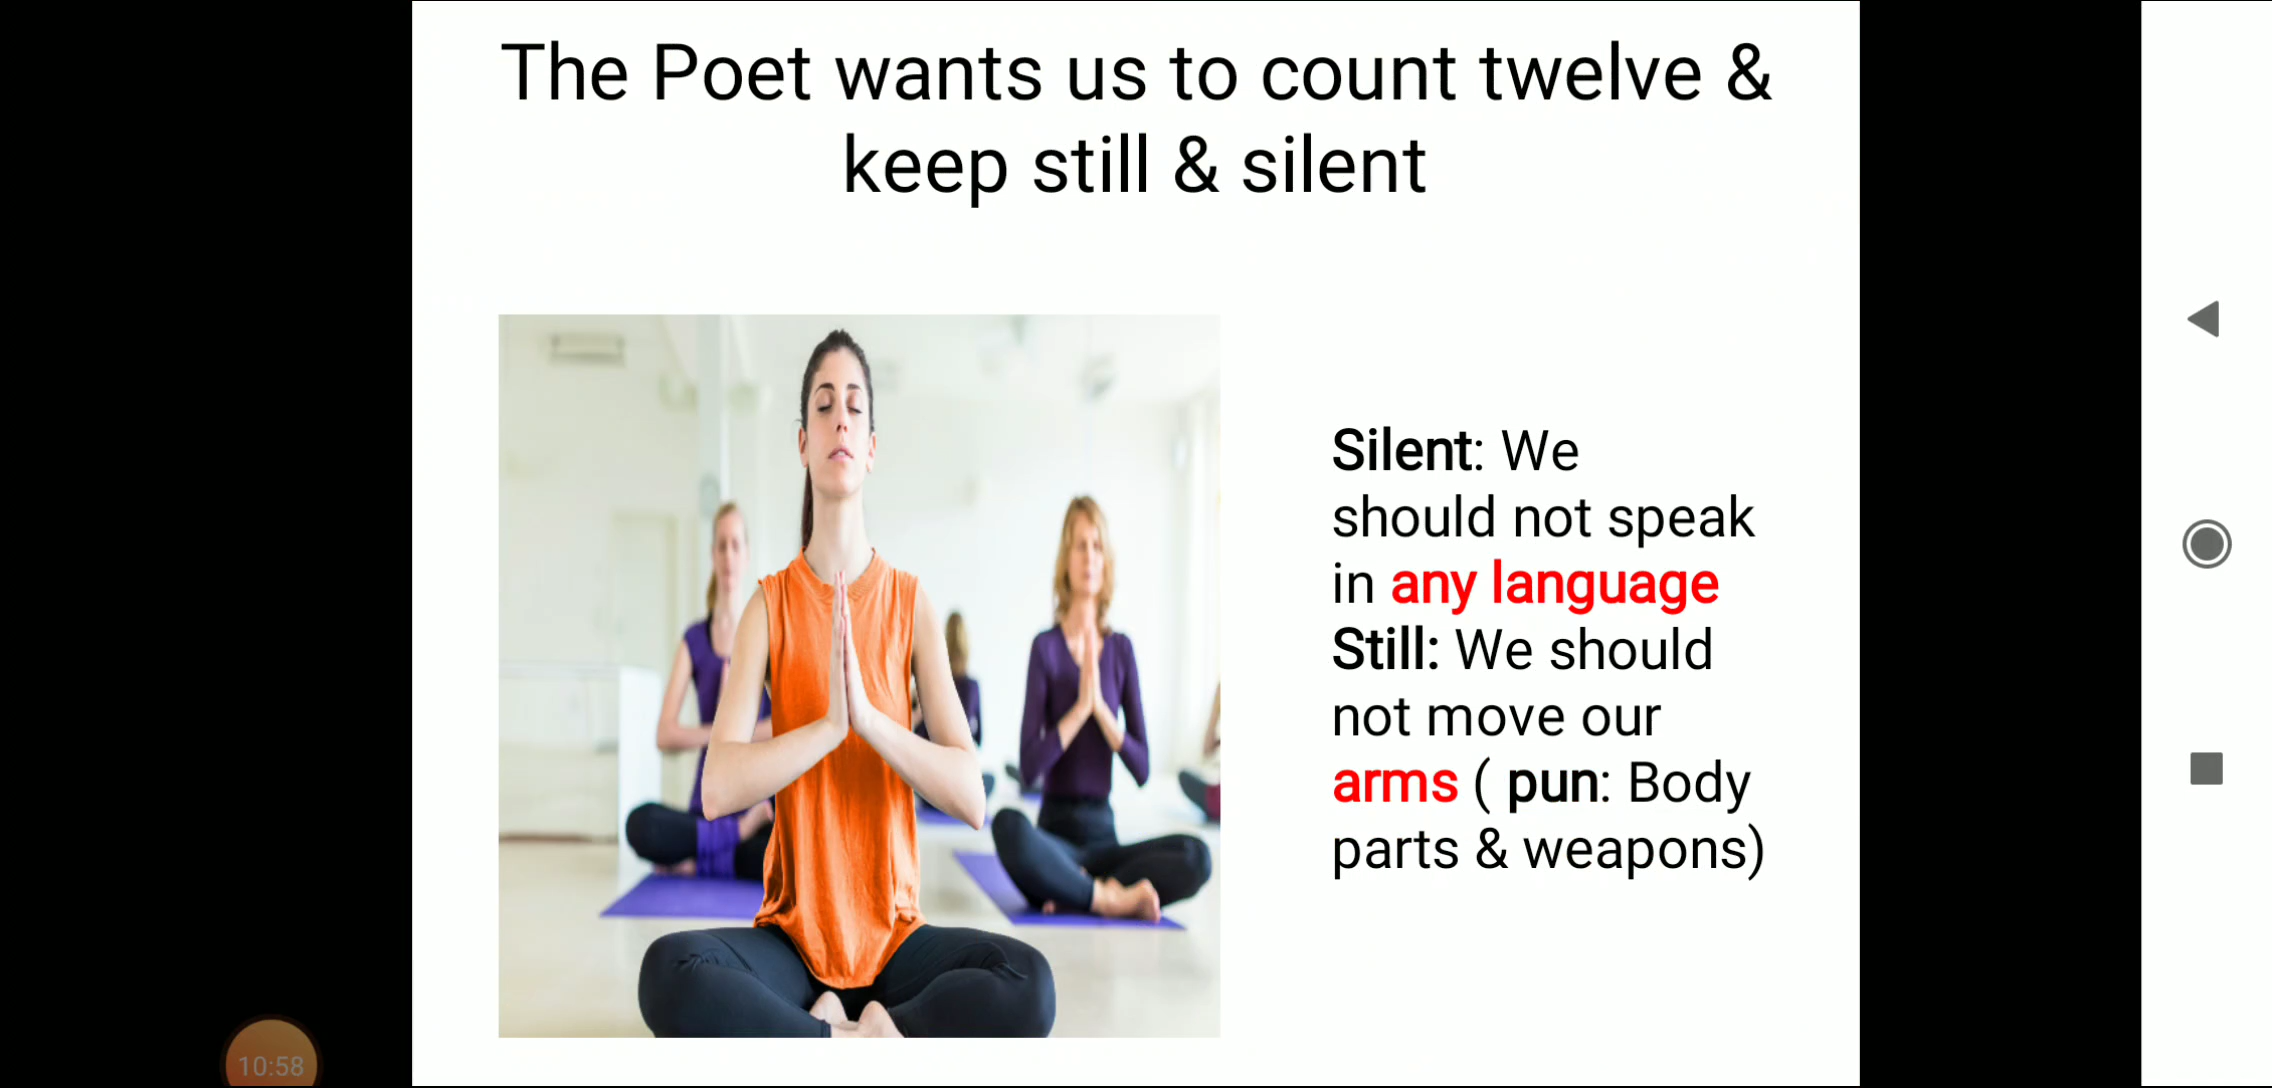 The Poet wants us to count twelve &
keep still & silent
Silent: We
should not speak
in any language
Still: We should
not move our
arms ( pun: Body
parts & weapons)
10:58